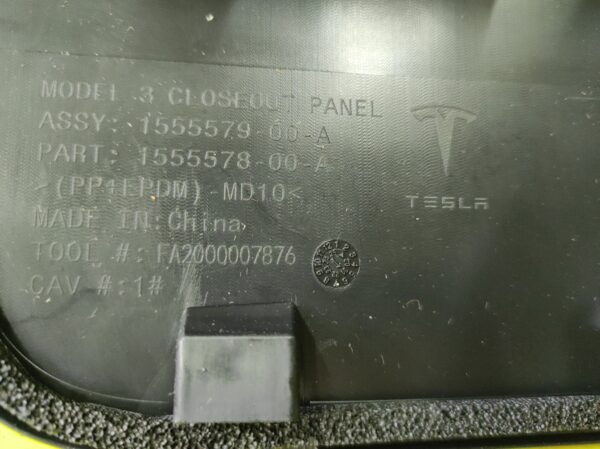 MODEL 3 CLOSEOUT PANEL
ASSY: 1555579-00-A
PART: 1555578-00-A
>(PP+EPDM)-MD10<
MADE IN:China
TOOL #: FA2000007876
CAV #:1#
TESLA